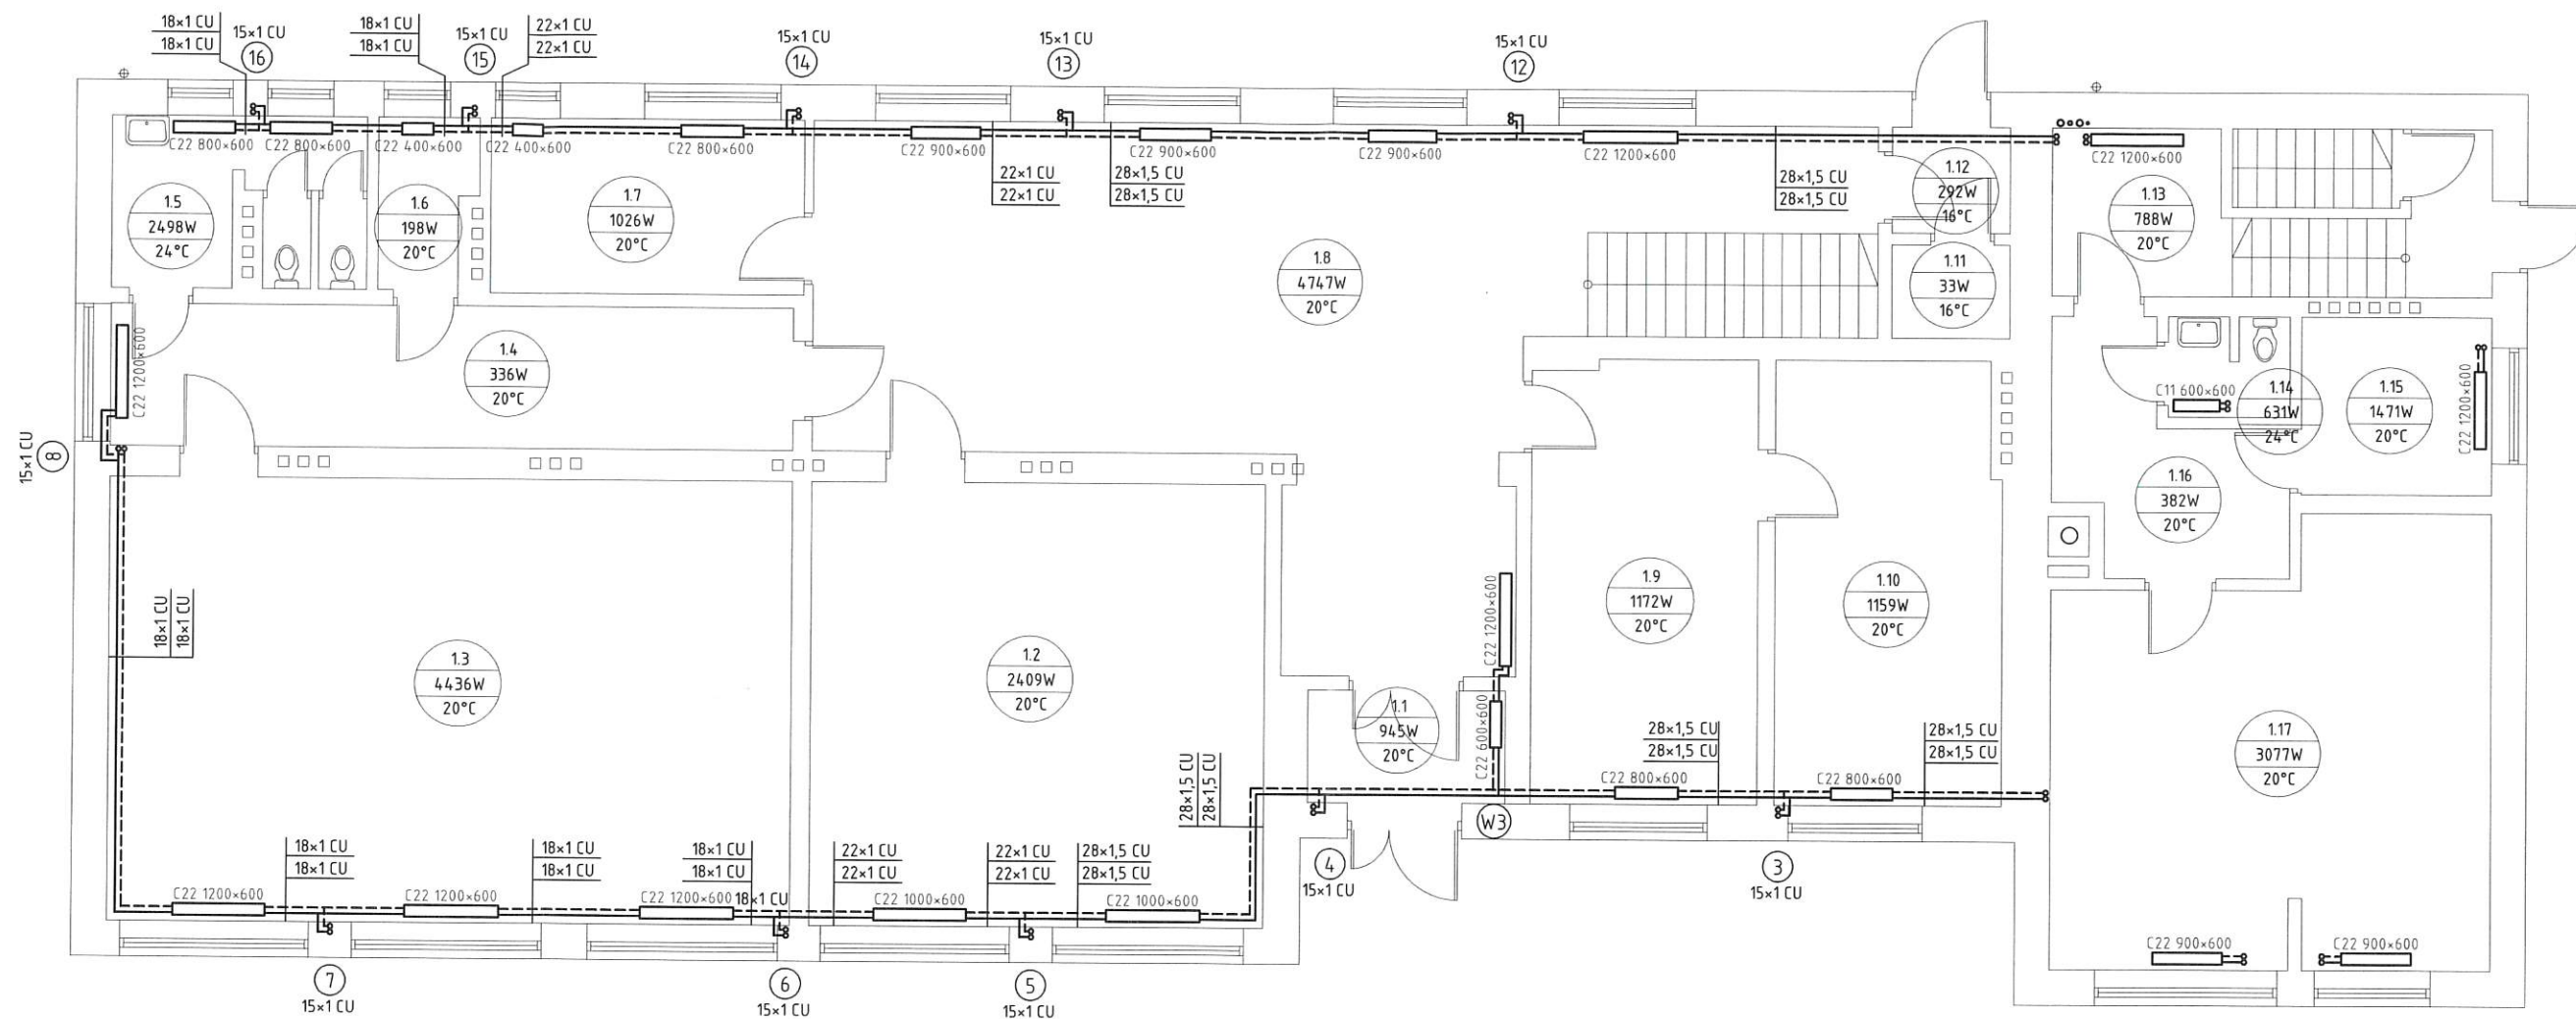 18×1 CU
18×1 CU
15×1 CU
16
18×1 CU
18×1 CU
15×1 CU
15
22×1 CU
22×1 CU
15×1 CU
14
15×1 CU
13
15×1 CU
12
C22 800×600
C22 800×600
C22 400×600
C22 400×600
C22 800×600
C22 900×600
C22 900×600
C22 900×600
C22 1200×600
C22 1200×600
22×1 CU
22×1 CU
28×1,5 CU
28×1,5 CU
28×1,5 CU
28×1,5 CU
1.5
2498W
24°C
1.6
198W
20°C
1.7
1026W
20°C
1.8
4747W
20°C
1.12
292W
16°C
1.11
33W
16°C
1.13
788W
20°C
C22 1200×600
1.4
336W
20°C
15×1 CU
8
C11 600×600
1.14
631W
24°C
1.15
1471W
20°C
C22 1200×600
1.16
382W
20°C
18×1 CU
18×1 CU
1.3
4436W
20°C
1.2
2409W
20°C
1.1
945W
20°C
C22 1200×600
C22 600×600
1.9
1172W
20°C
1.10
1159W
20°C
1.17
3077W
20°C
28×1,5 CU
28×1,5 CU
28×1,5 CU
28×1,5 CU
28×1,5 CU
28×1,5 CU
C22 800×600
C22 800×600
W3
4
15×1 CU
3
15×1 CU
18×1 CU
18×1 CU
18×1 CU
18×1 CU
18×1 CU
18×1 CU
22×1 CU
22×1 CU
22×1 CU
22×1 CU
28×1,5 CU
28×1,5 CU
C22 1200×600
C22 1200×600
C22 1200×600
18×1 CU
C22 1000×600
C22 1000×600
C22 900×600
C22 900×600
7
15×1 CU
6
15×1 CU
5
15×1 CU